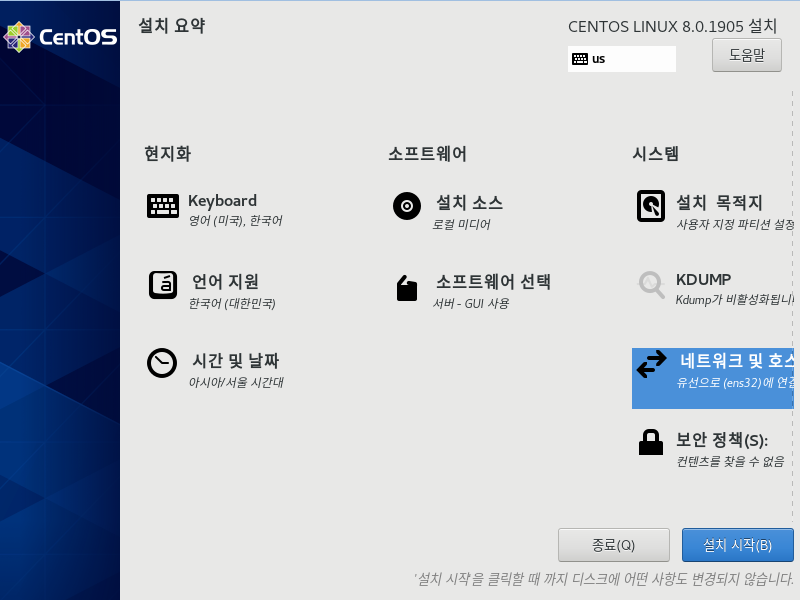 CentOS
설치 요약
CENTOS LINUX 8.0.1905 설치
us
도움말
현지화
소프트웨어
시스템
Keyboard
영어 (미국), 한국어
설치 소스
로컬 미디어
설치 목적지
사용자 지정 파티션 설정
언어 지원
한국어 (대한민국)
소프트웨어 선택
서버 - GUI 사용
KDUMP
Kdump가 비활성화됩니
시간 및 날짜
아시아/서울 시간대
네트워크 및 호스
유선으로 (ens32)에 연결
보안 정책(S):
컨텐츠를 찾을 수 없음
종료(Q)
설치 시작(B)
'설치 시작'을 클릭할 때 까지 디스크에 어떤 사항도 변경되지 않습니다.